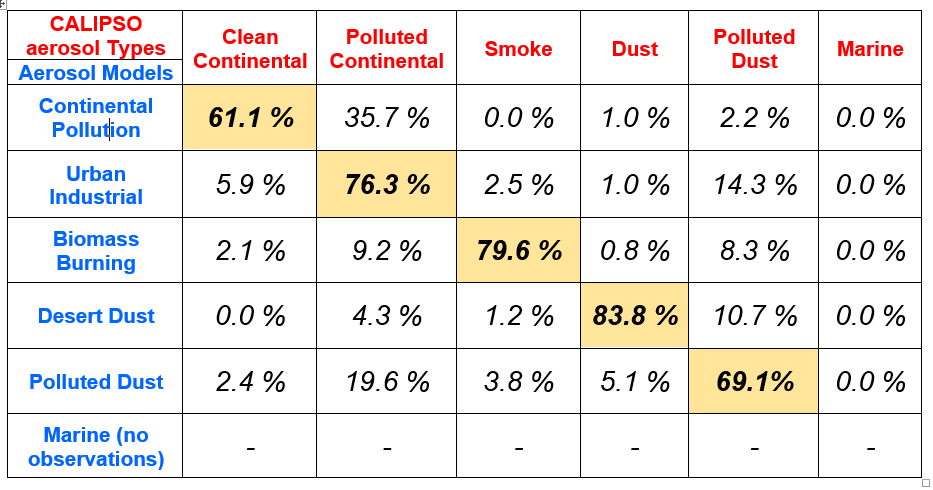 CALIPSO
aerosol Types
Aerosol Models
Clean
Continental
Polluted
Continental
Smoke
Dust
Polluted
Dust
Marine
Continental
Pollution
61.1 %
35.7 %
0.0 %
1.0 %
2.2 %
0.0 %
Urban
Industrial
5.9 %
76.3 %
2.5 %
1.0 %
14.3 %
0.0 %
Biomass
Burning
2.1 %
9.2 %
79.6 %
0.8 %
8.3 %
0.0 %
Desert Dust
0.0 %
4.3 %
1.2 %
83.8 %
10.7 %
0.0 %
Polluted Dust
2.4 %
19.6 %
3.8 %
5.1 %
69.1%
0.0 %
Marine (no
observations)
-
-
-
-
-
-